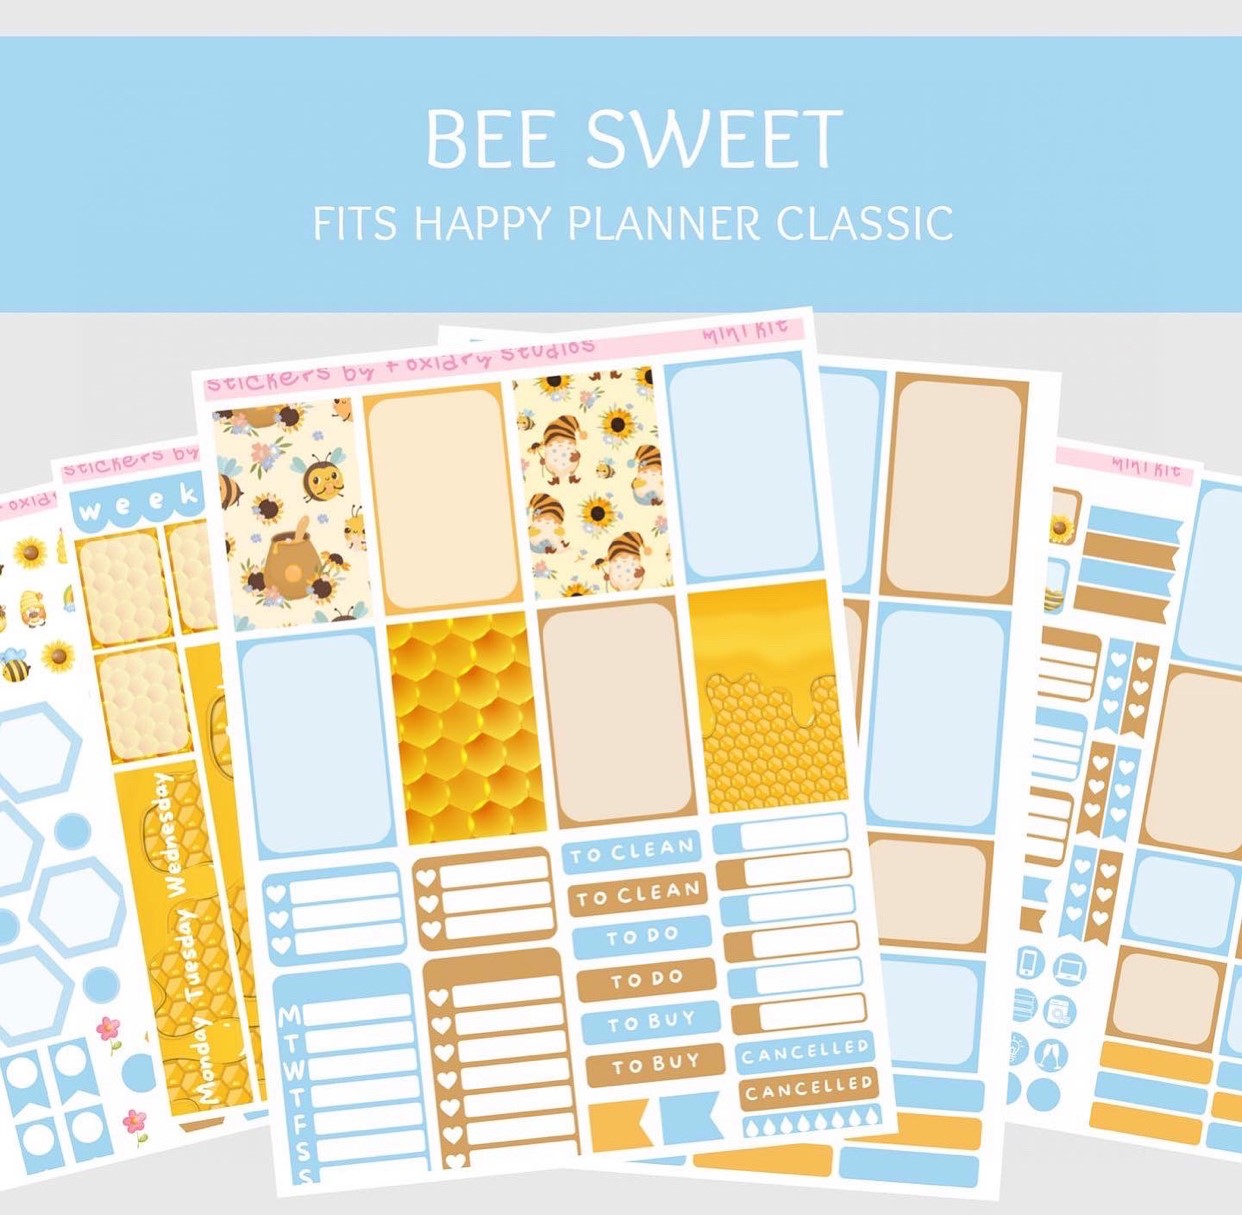 BEE SWEET
FITS HAPPY PLANNER CLASSIC
stickers by Foxiary Studios
mini kit
stickers by
mini kit
week
Monday Tuesday Wednesday
TO CLEAN
TO CLEAN
TO DO
TO DO
TO BUY
TO BUY
CANCELLED
CANCELLED
M
T
W
T
F
S
S